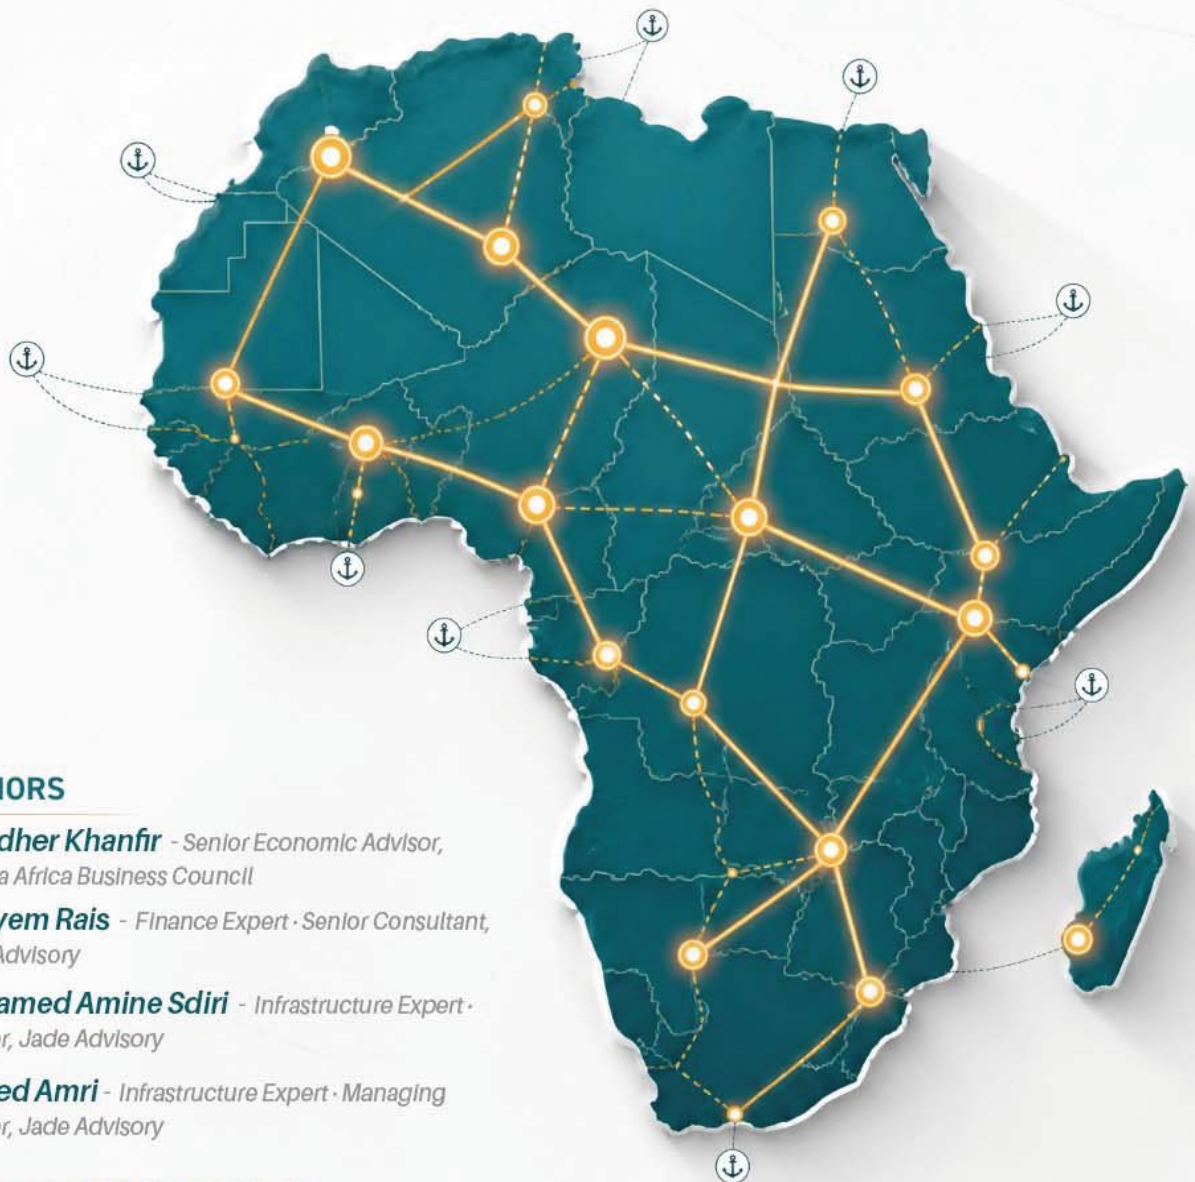 HORS
dher Khanfir - Senior Economic Advisor,
a Africa Business Council
yem Rais - Finance Expert · Senior Consultant,
Advisory
amed Amine Sdiri - Infrastructure Expert ·
r, Jade Advisory
ed Amri - Infrastructure Expert · Managing
r, Jade Advisory